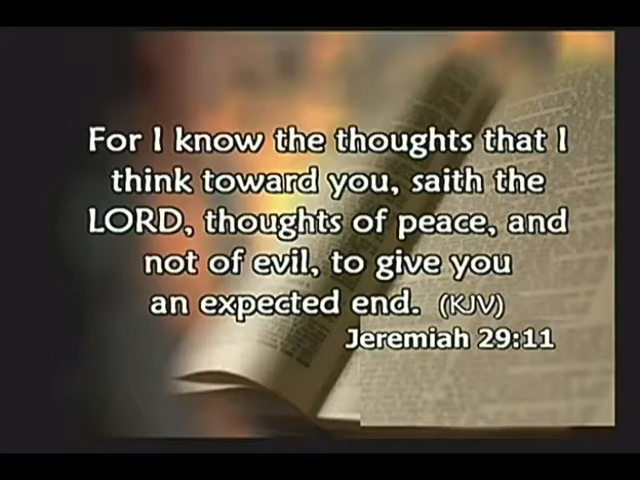 For I know the thoughts that I
think toward you, saith the
LORD, thoughts of peace, and
not of evil, to give you
an expected end. (KJV)
Jeremiah 29:11